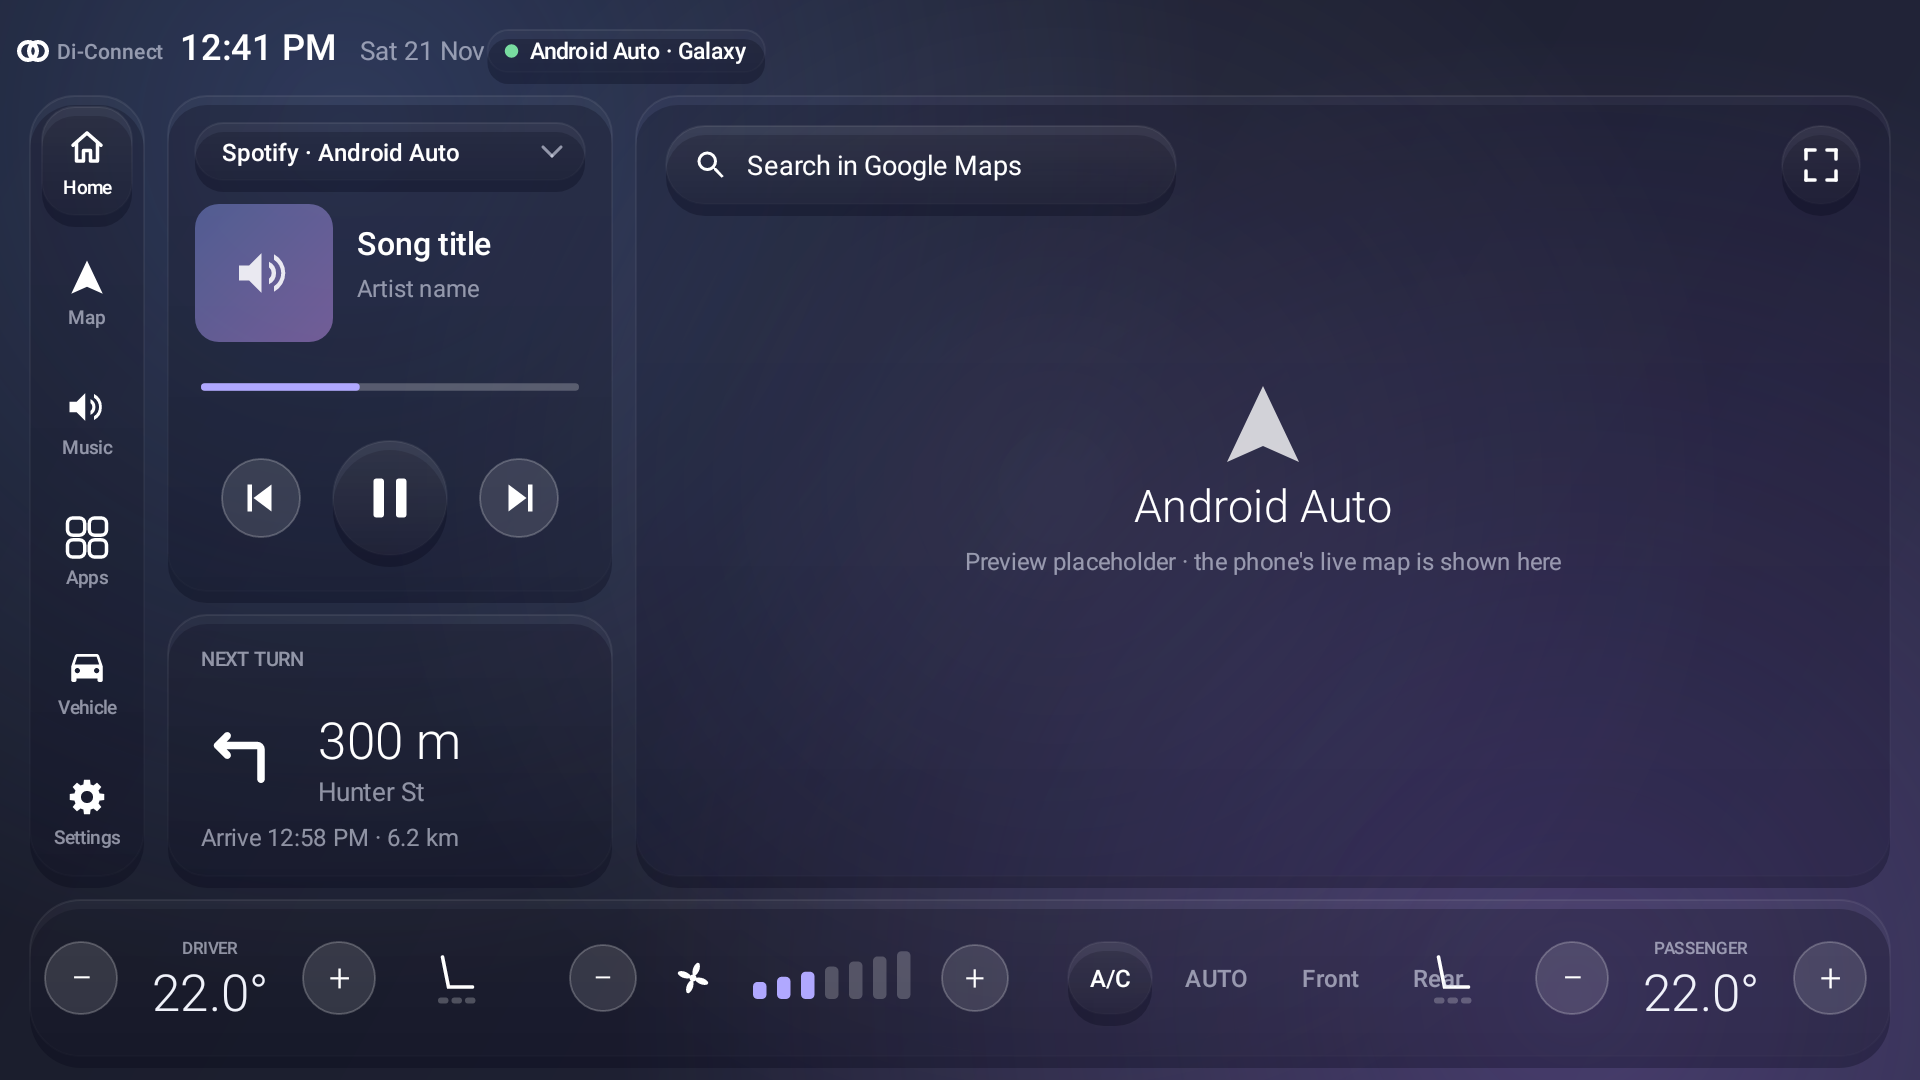 Di-Connect
12:41 PM
Sat 21 Nov
Android Auto · Galaxy
Home
Map
Music
Apps
Vehicle
Settings
Spotify · Android Auto
Song title
Artist name
NEXT TURN
300 m
Hunter St
Arrive 12:58 PM · 6.2 km
Search in Google Maps
Android Auto
Preview placeholder · the phone's live map is shown here
DRIVER
22.0°
A/C
AUTO
Front
Rear
PASSENGER
22.0°